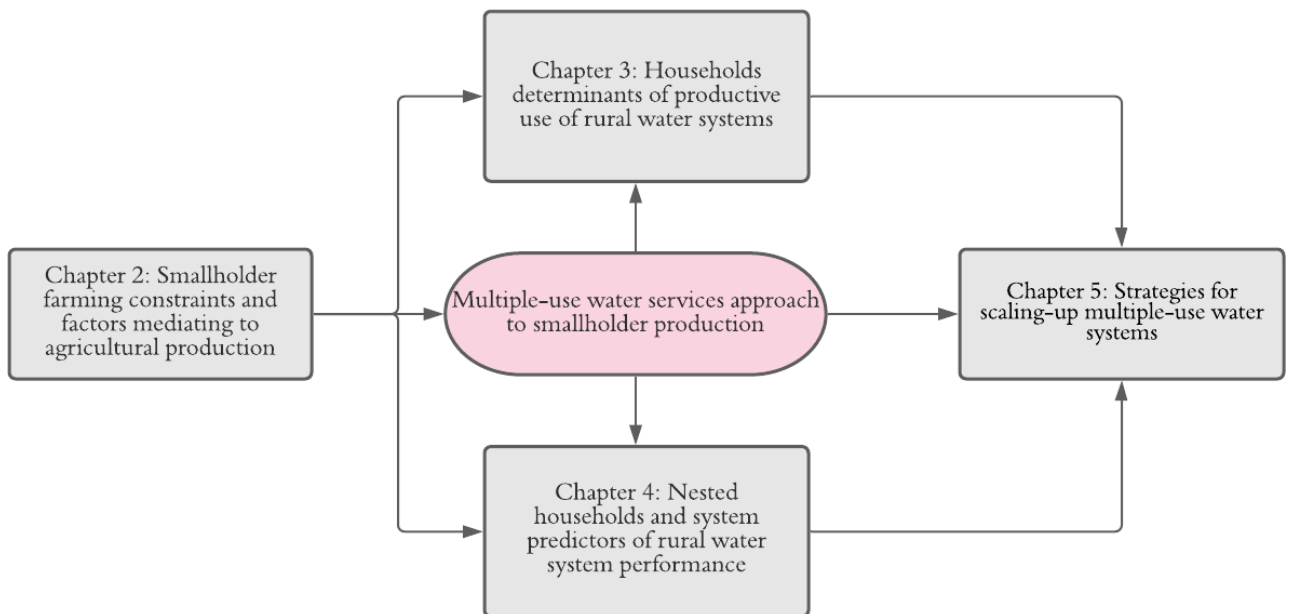 Chapter 3: Households
determinants of productive
use of rural water systems
Chapter 2: Smallholder
farming constraints and
factors mediating to
agricultural production
Multiple-use water services approach
to smallholder production
Chapter 5: Strategies for
scaling-up multiple-use water
systems
Chapter 4: Nested
households and system
predictors of rural water
system performance